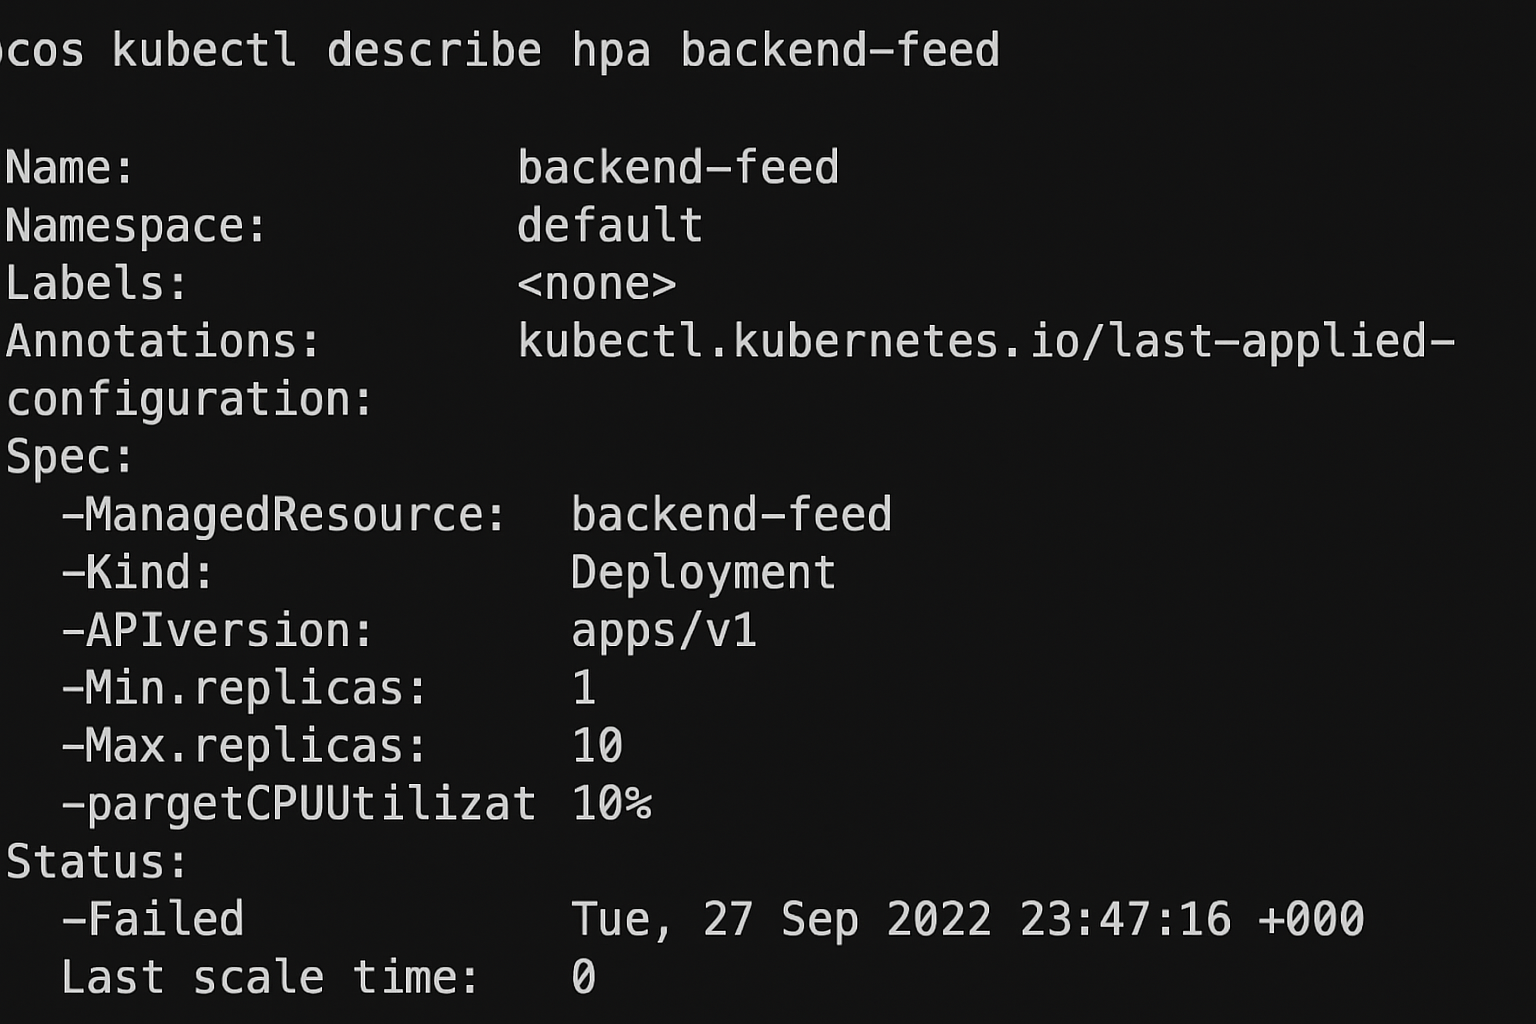 ocos kubectl describe hpa backend-feed
Name: backend-feed
Namespace: default
Labels: <none>
Annotations: kubectl.kubernetes.io/last-applied-
configuration:
Spec:
-ManagedResource: backend-feed
-Kind: Deployment
-APIversion: apps/v1
-Min.replicas: 1
-Max.replicas: 10
-pargetCPUUtilizat 10%
Status:
-Failed Tue, 27 Sep 2022 23:47:16 +000
Last scale time: 0